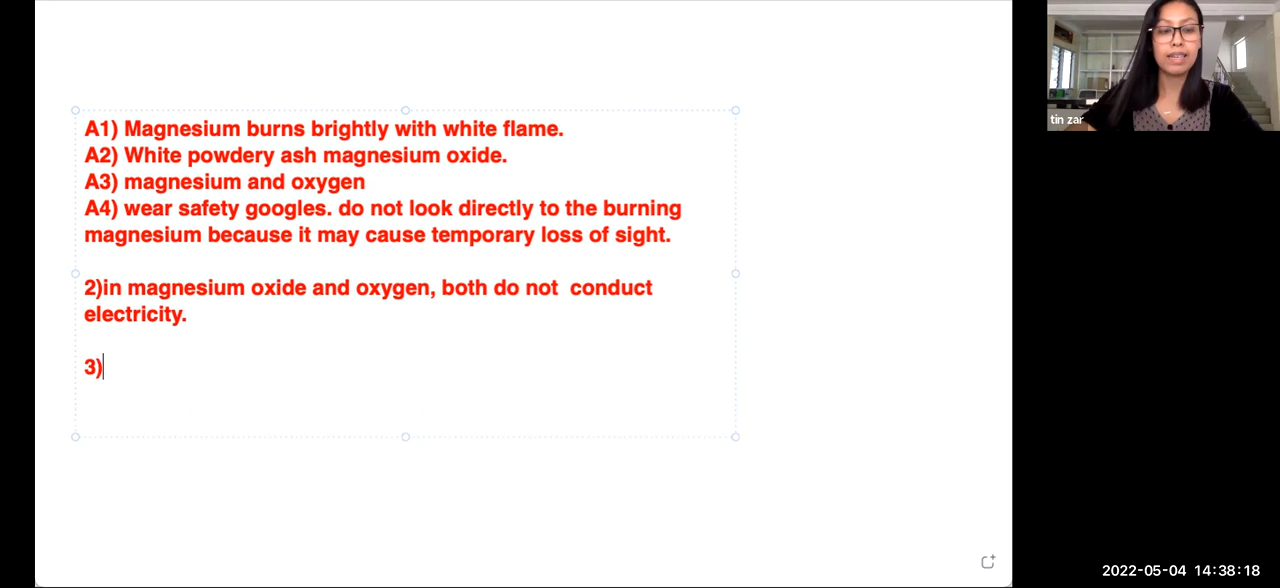 A1) Magnesium burns brightly with white flame.
A2) White powdery ash magnesium oxide.
A3) magnesium and oxygen
A4) wear safety googles. do not look directly to the burning
magnesium because it may cause temporary loss of sight.
2)in magnesium oxide and oxygen, both do not  conduct
electricity.
3)
tin zar
2022-05-04 14:38:18